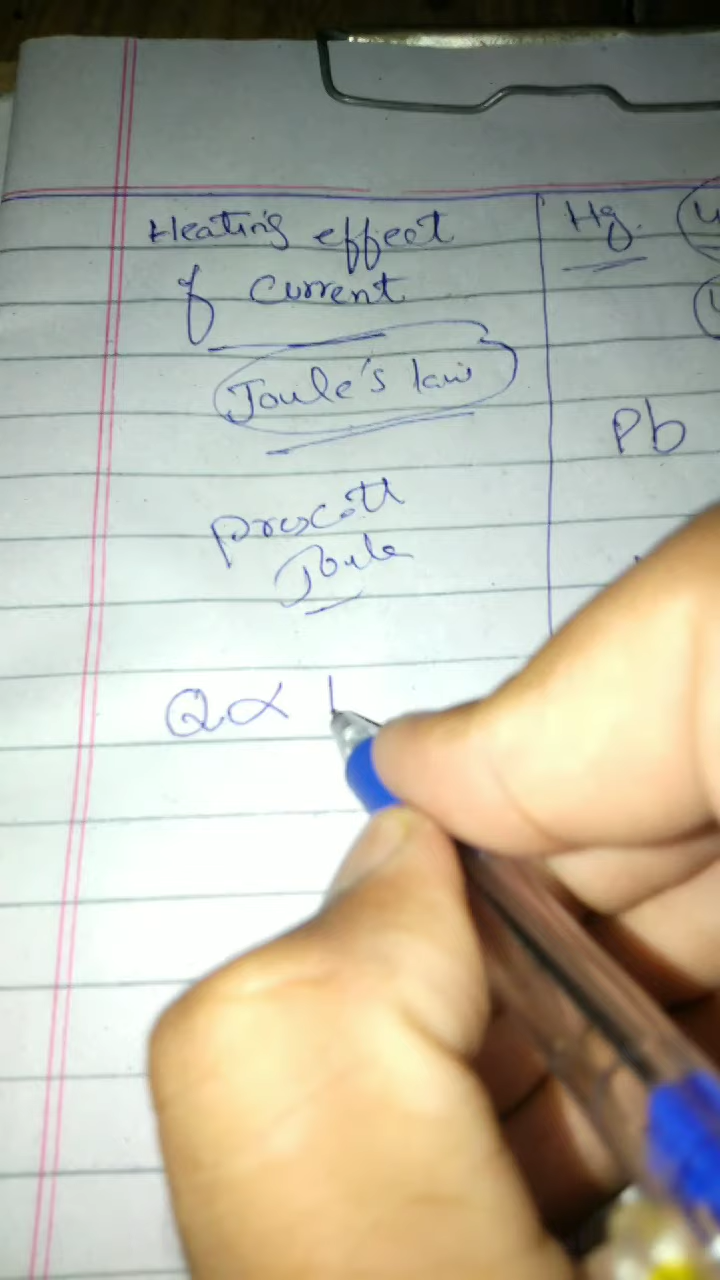 Heating effect
of Current
Joule's law
Prescott
Joule
Q∝ I
Hg.
Pb